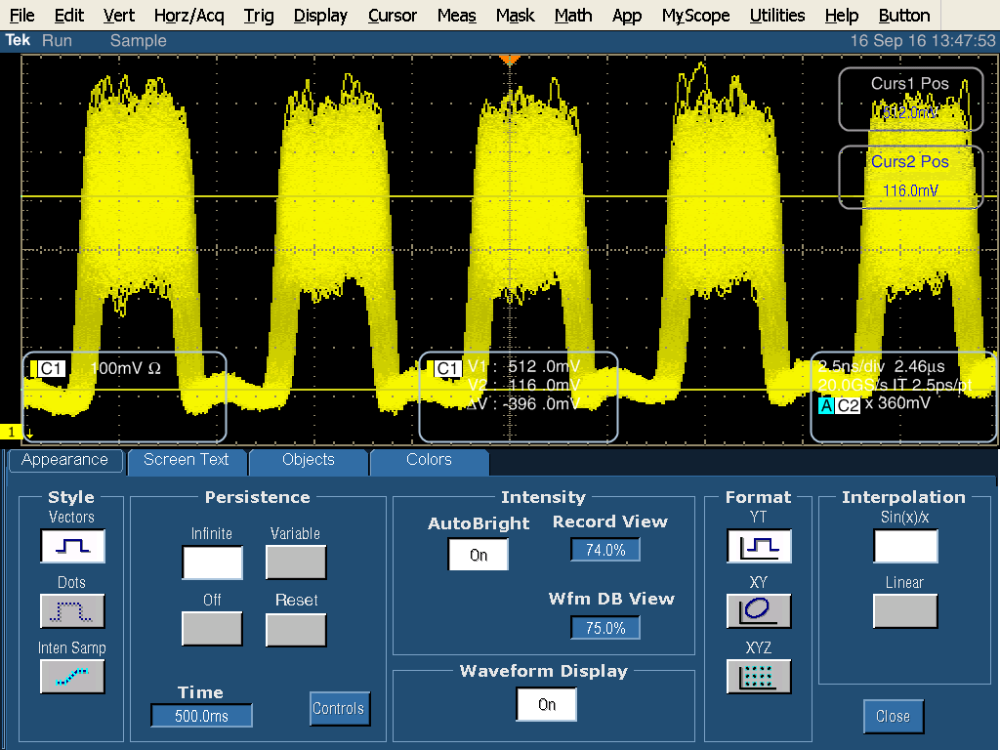 File Edit Vert Horz/Acq Trig Display Cursor Meas Mask Math App MyScope Utilities Help Button
Tek Run Sample 16 Sep 16 13:47:53
Curs1 Pos
512.0mV
Curs2 Pos
116.0mV
C1 100mV Ω
C1 V1 : 512 .0mV
V2 : 116 .0mV
ΔV : -396 .0mV
2.5ns/div 2.46µs
20.0GS/s IT 2.5ps/pt
A C2 x 360mV
1
Appearance Screen Text Objects Colors
Style
Vectors
Dots
Inten Samp
Persistence
Infinite Variable
Off Reset
Time
500.0ms
Controls
Intensity
AutoBright Record View
On 74.0%
Wfm DB View
75.0%
Waveform Display
On
Format
YT
XY
XYZ
Interpolation
Sin(x)/x
Linear
Close